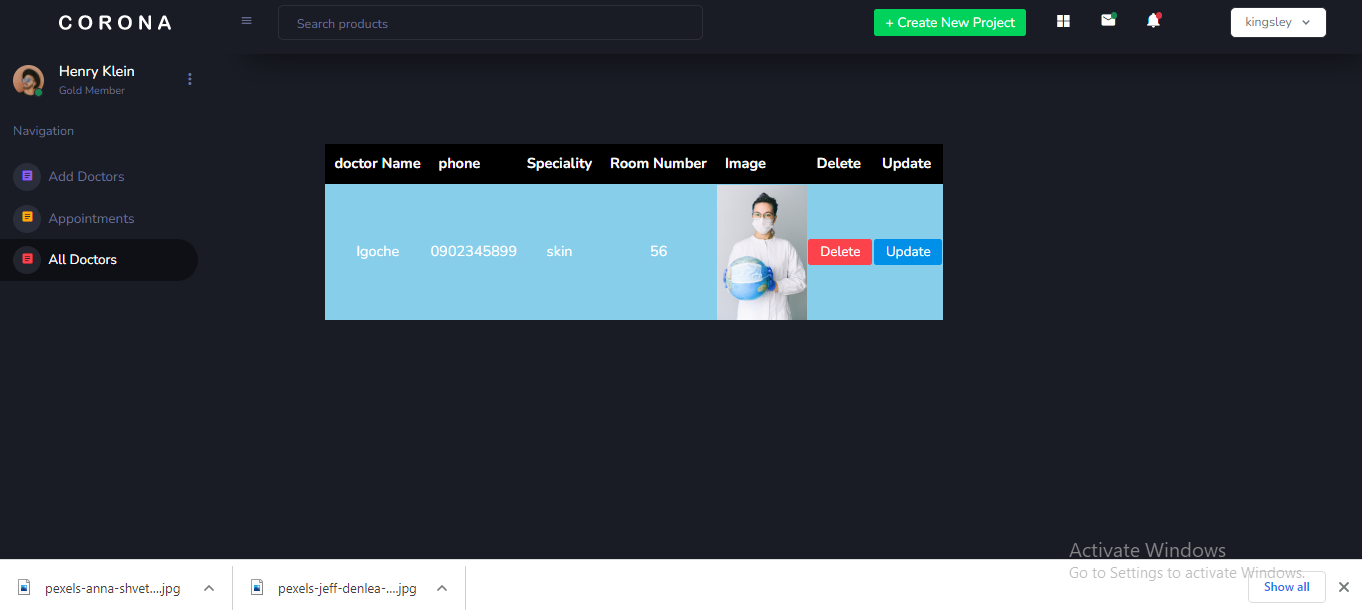 CORONA
Search products
+ Create New Project
kingsley
Henry Klein
Gold Member
Navigation
Add Doctors
Appointments
All Doctors
doctor Name phone Speciality Room Number Image Delete Update
Igoche 0902345899 skin 56 Delete Update
Activate Windows
Go to Settings to activate Windows.
pexels-anna-shvet....jpg
pexels-jeff-denlea-....jpg
Show all